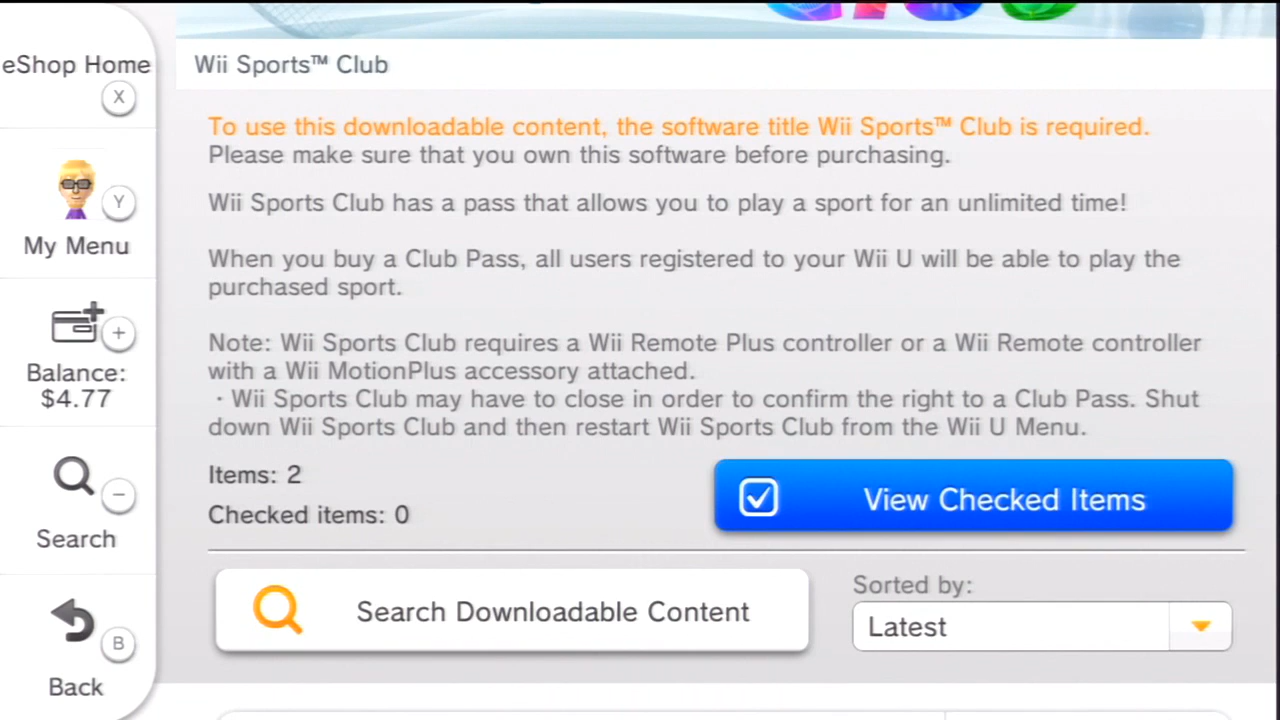 eShop Home
X
Y
My Menu
+
Balance:
$4.77
−
Search
B
Back
Wii Sports™ Club
To use this downloadable content, the software title Wii Sports™ Club is required.
Please make sure that you own this software before purchasing.
Wii Sports Club has a pass that allows you to play a sport for an unlimited time!
When you buy a Club Pass, all users registered to your Wii U will be able to play the
purchased sport.
Note: Wii Sports Club requires a Wii Remote Plus controller or a Wii Remote controller
with a Wii MotionPlus accessory attached.
・Wii Sports Club may have to close in order to confirm the right to a Club Pass. Shut
down Wii Sports Club and then restart Wii Sports Club from the Wii U Menu.
Items: 2
Checked items: 0
View Checked Items
Search Downloadable Content
Sorted by:
Latest